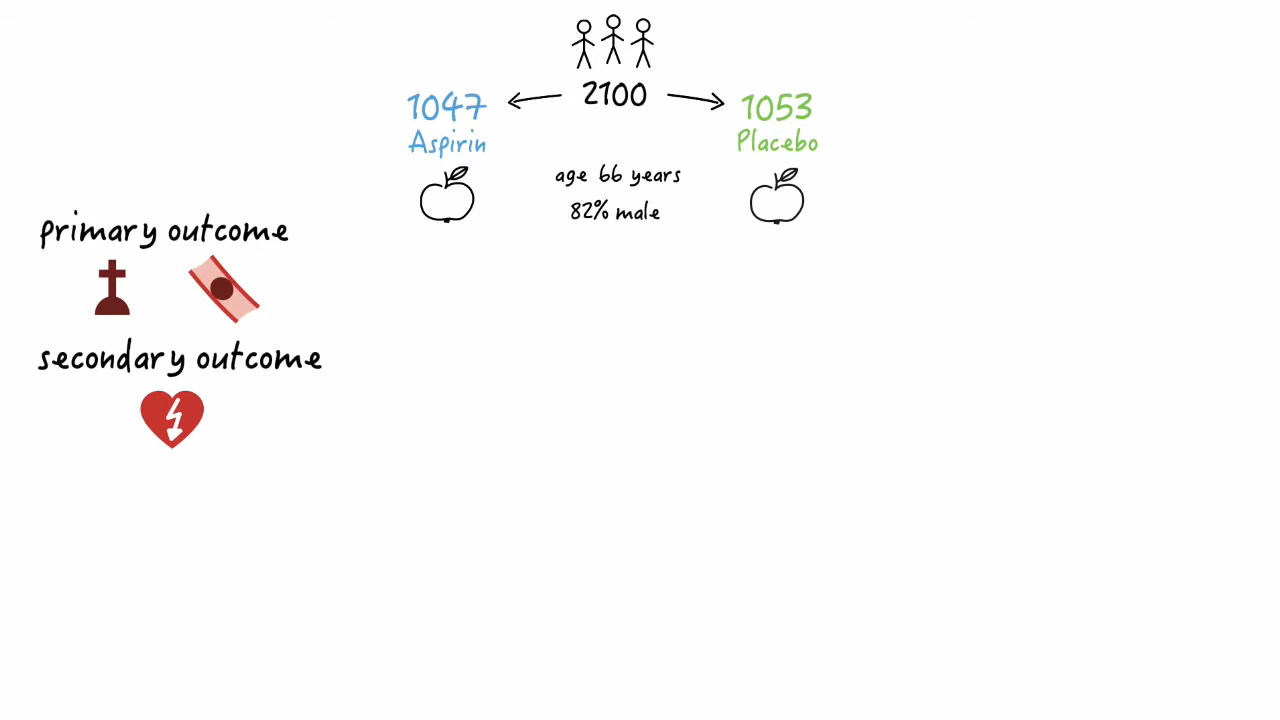 2100
1047
Aspirin
1053
Placebo
age 66 years
82% male
primary outcome
secondary outcome